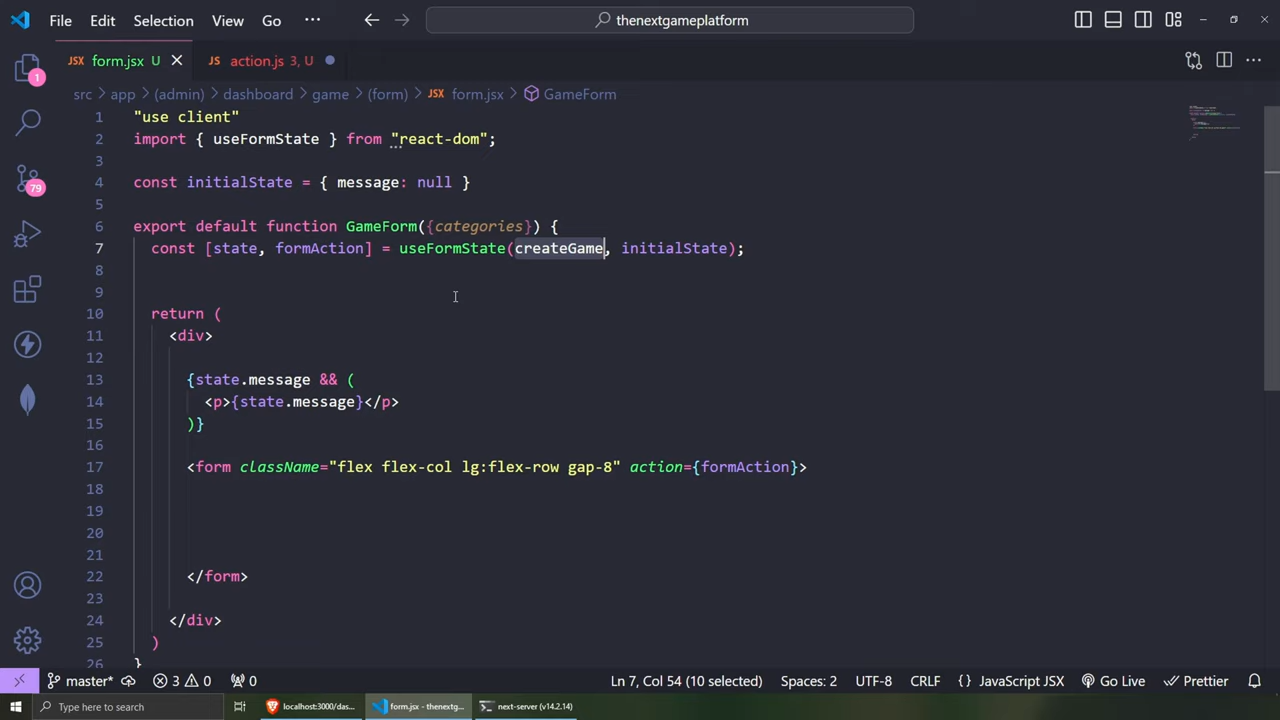 File Edit Selection View Go ··· thenextgameplatform
JSX form.jsx U JS action.js 3, U
src > app > (admin) > dashboard > game > (form) > JSX form.jsx > GameForm
1 "use client"
2 import { useFormState } from "react-dom";
3
4 const initialState = { message: null }
5
6 export default function GameForm({categories}) {
7 const [state, formAction] = useFormState(createGame, initialState);
8
9
10 return (
11 <div>
12
13 {state.message && (
14 <p>{state.message}</p>
15 )}
16
17 <form className="flex flex-col lg:flex-row gap-8" action={formAction}>
18
19
20
21
22 </form>
23
24 </div>
25 )
26 }
1
79
master* 3 0 0 Ln 7, Col 54 (10 selected) Spaces: 2 UTF-8 CRLF {} JavaScript JSX Go Live Prettier
Type here to search localhost:3000/das... form.jsx - thenextg... next-server (v14.2.14)